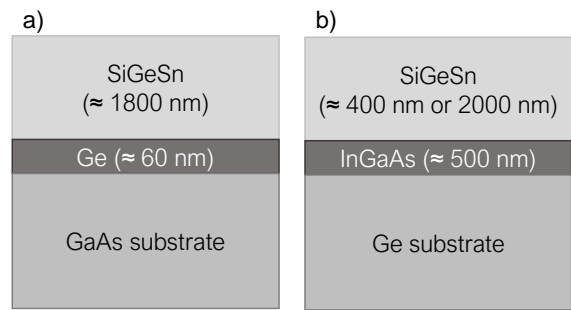 a)
SiGeSn
(≈ 1800 nm)
Ge (≈ 60 nm)
GaAs substrate
b)
SiGeSn
(≈ 400 nm or 2000 nm)
InGaAs (≈ 500 nm)
Ge substrate